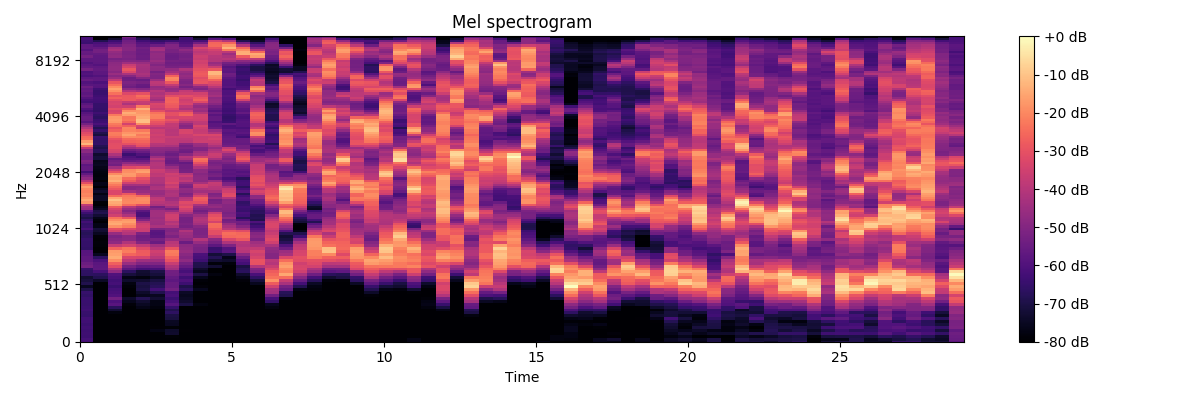 Mel spectrogram
8192
4096
2048
1024
512
0
Hz
0 5 10 15 20 25
Time
+0 dB
-10 dB
-20 dB
-30 dB
-40 dB
-50 dB
-60 dB
-70 dB
-80 dB